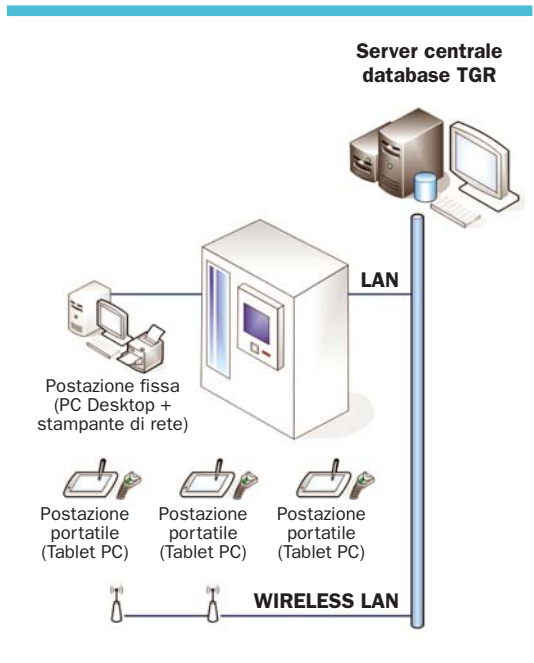 Server centrale
database TGR
LAN
Postazione fissa
(PC Desktop +
stampante di rete)
Postazione
portatile
(Tablet PC)
Postazione
portatile
(Tablet PC)
Postazione
portatile
(Tablet PC)
WIRELESS LAN